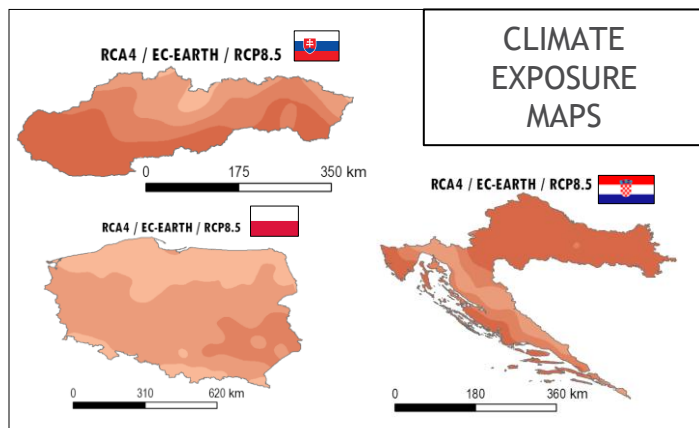 RCA4 / EC-EARTH / RCP8.5
0 175 350 km
CLIMATE
EXPOSURE
MAPS
RCA4 / EC-EARTH / RCP8.5
0 310 620 km
RCA4 / EC-EARTH / RCP8.5
0 180 360 km